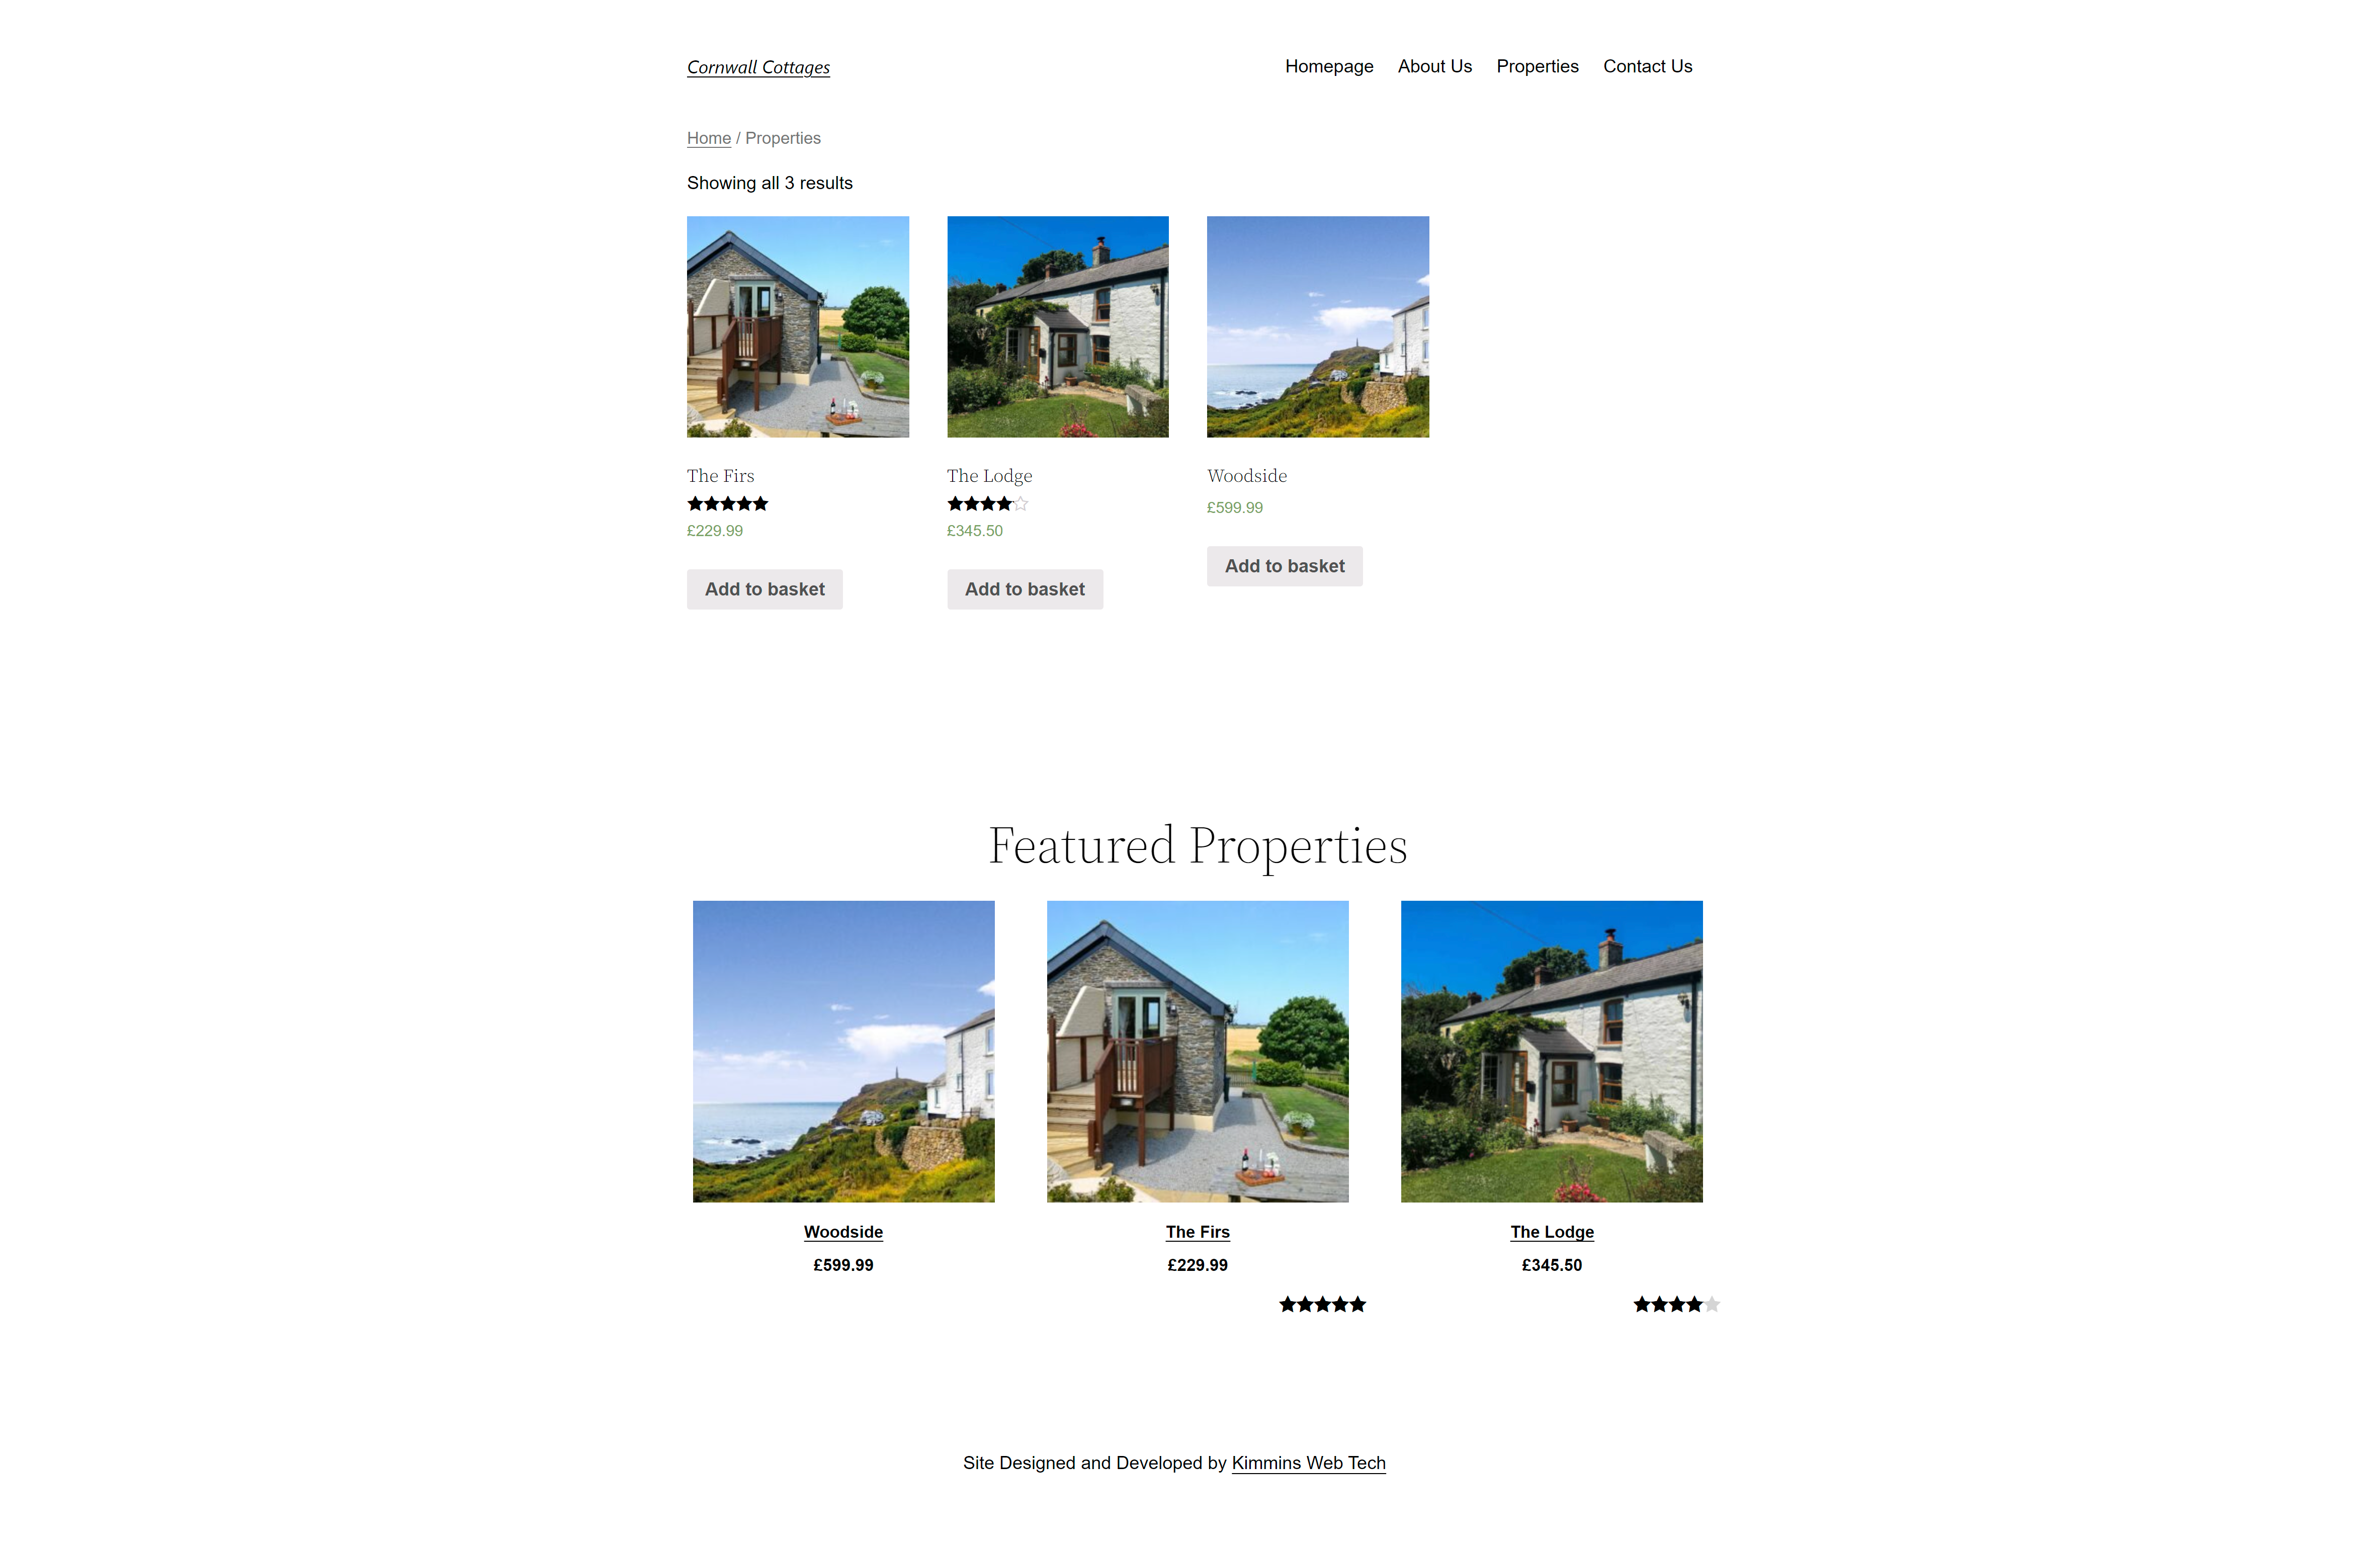 Cornwall Cottages
Homepage About Us Properties Contact Us
Home / Properties
Showing all 3 results
The Firs
£229.99
Add to basket
The Lodge
£345.50
Add to basket
Woodside
£599.99
Add to basket
Featured Properties
Woodside
£599.99
The Firs
£229.99
The Lodge
£345.50
Site Designed and Developed by Kimmins Web Tech